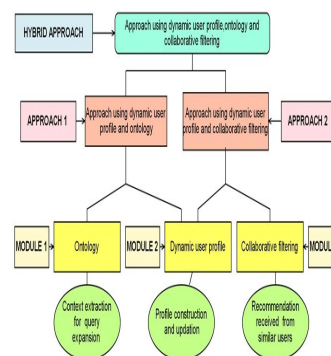 HYBRID APPROACH
Approach using dynamic user profile,ontology and
collaborative filtering
APPROACH 1
Approach using dynamic user
profile and ontology
Approach using dynamic user
profile and collaborative filtering
APPROACH 2
MODULE 1
Ontology
MODULE 2
Dynamic user profile
Collaborative filtering
MODUL
Context extraction
for query
expansion
Profile construction
and updation
Recommendation
received from
similar users